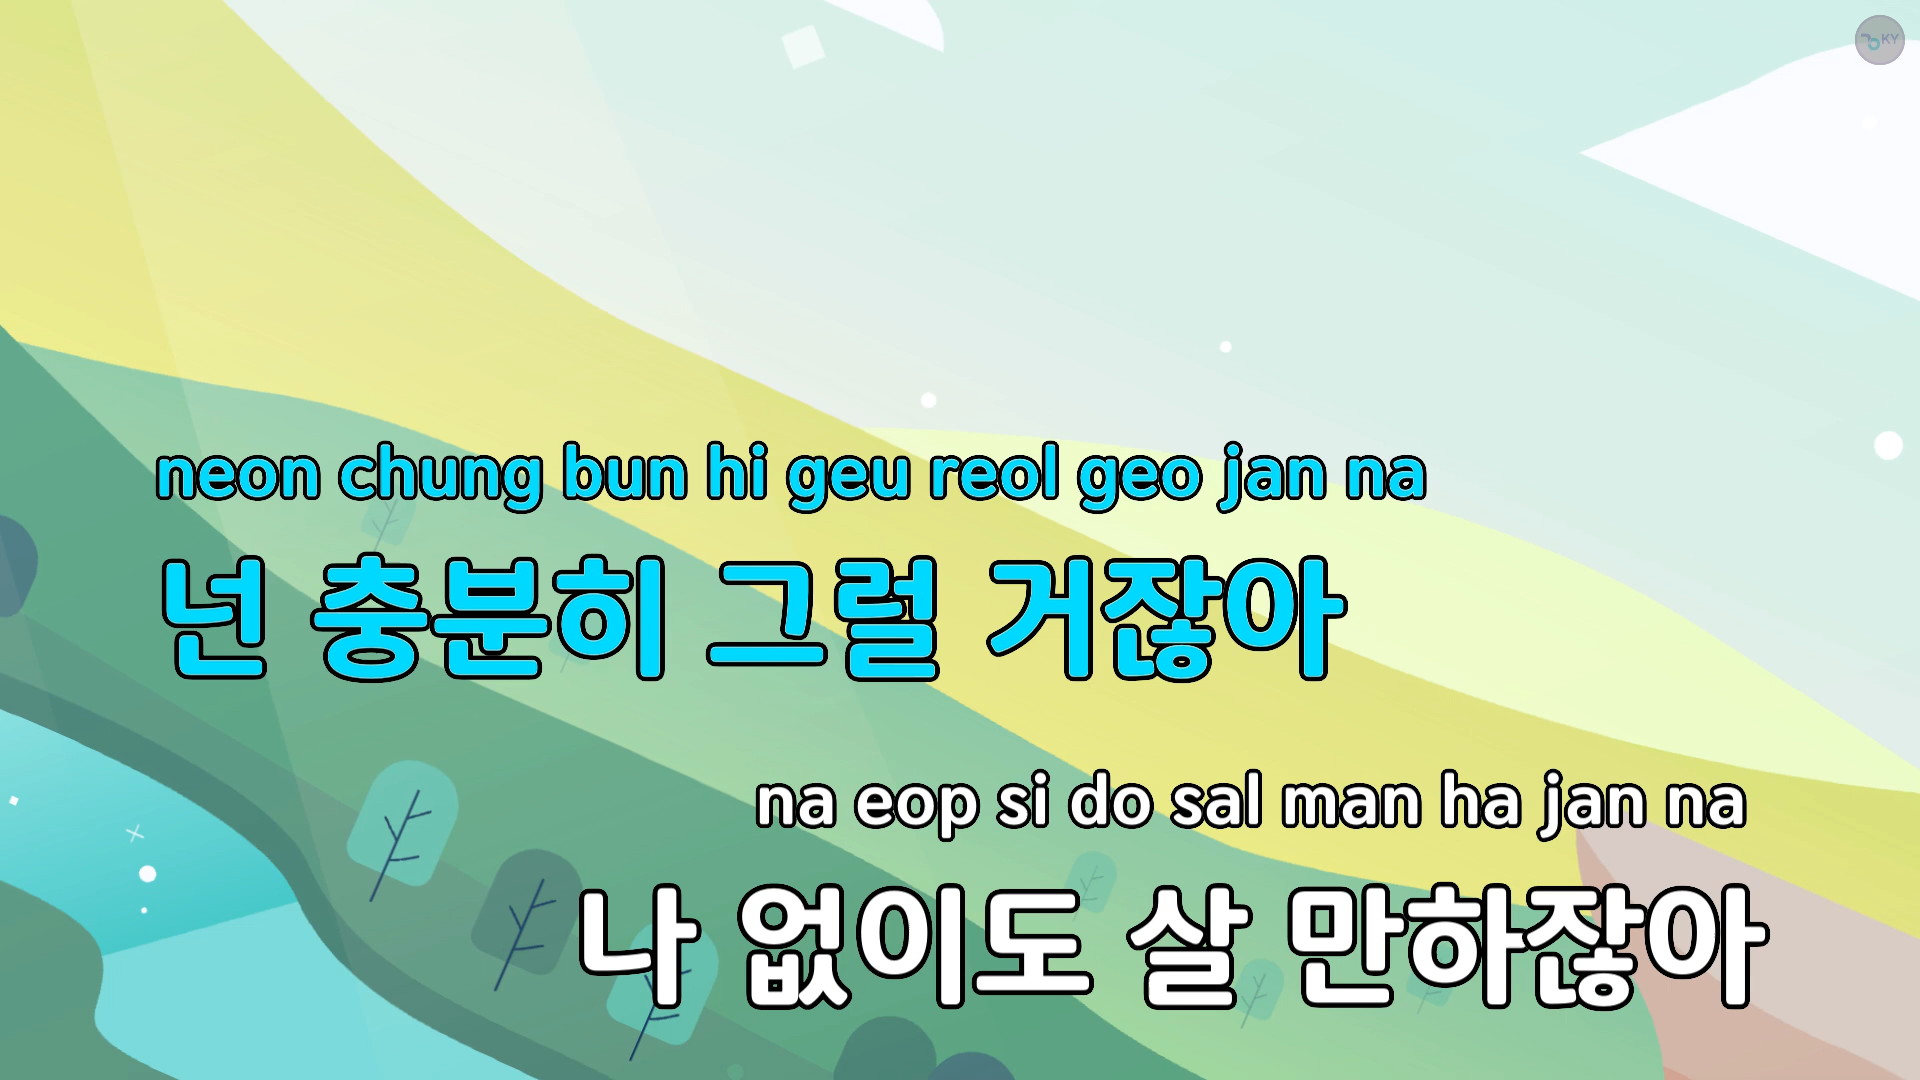 KY
neon chung bun hi geu reol geo jan na
넌 충분히 그럴 거잖아
na eop si do sal man ha jan na
나 없이도 살 만하잖아